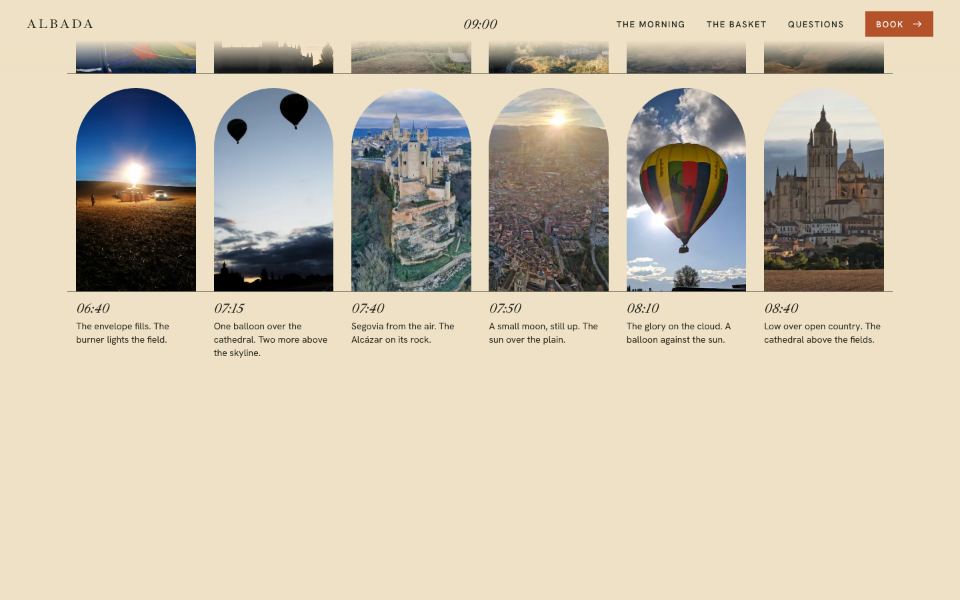 ALBADA
09:00
THE MORNING
THE BASKET
QUESTIONS
BOOK →
06:40
The envelope fills. The
burner lights the field.
07:15
One balloon over the
cathedral. Two more above
the skyline.
07:40
Segovia from the air. The
Alcázar on its rock.
07:50
A small moon, still up. The
sun over the plain.
08:10
The glory on the cloud. A
balloon against the sun.
08:40
Low over open country. The
cathedral above the fields.